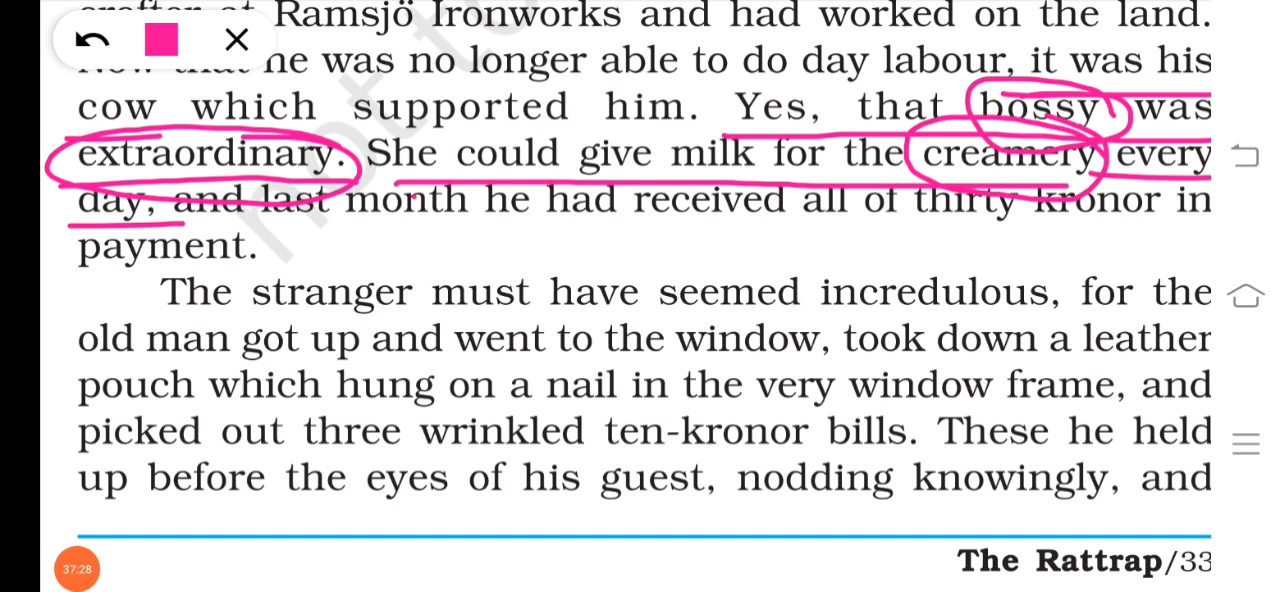 Ramsjö Ironworks and had worked on the land.
he was no longer able to do day labour, it was his
cow which supported him. Yes, that bossy was
extraordinary. She could give milk for the creamery every
day, and last month he had received all of thirty kronor in
payment.
The stranger must have seemed incredulous, for the
old man got up and went to the window, took down a leather
pouch which hung on a nail in the very window frame, and
picked out three wrinkled ten-kronor bills. These he held
up before the eyes of his guest, nodding knowingly, and
The Rattrap/33
37:28
not to